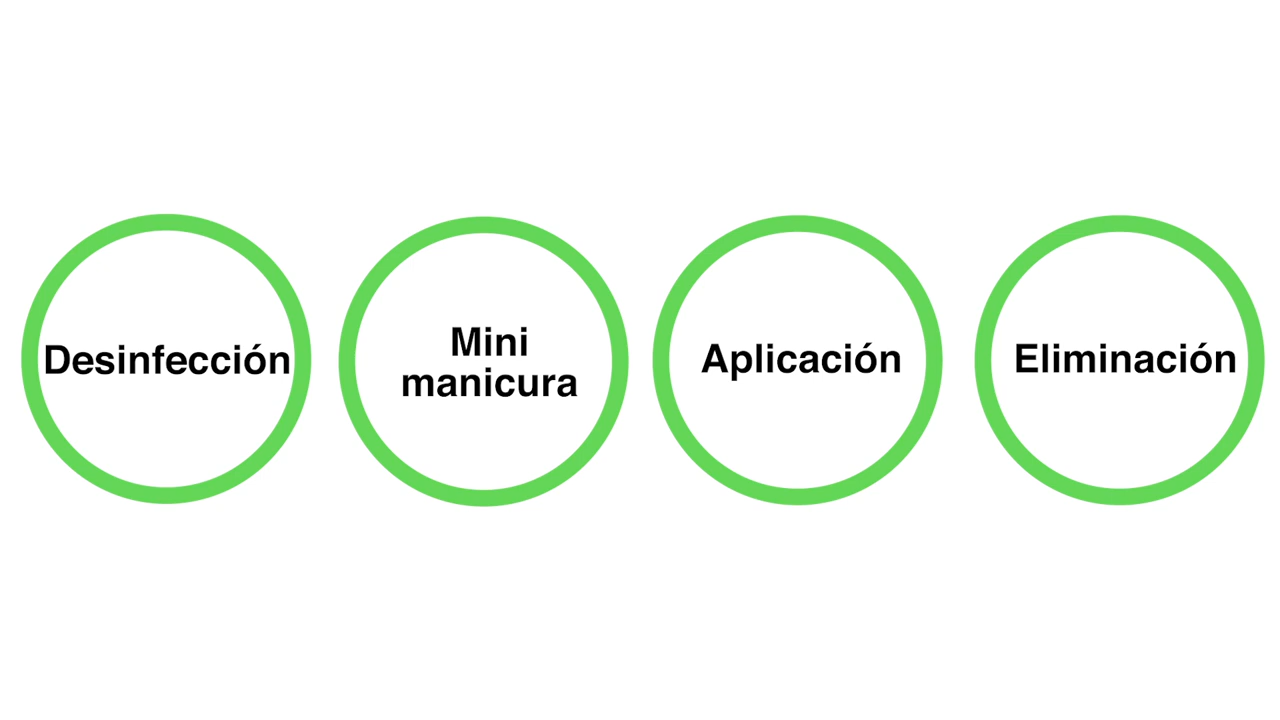 Desinfección
Mini
manicura
Aplicación
Eliminación